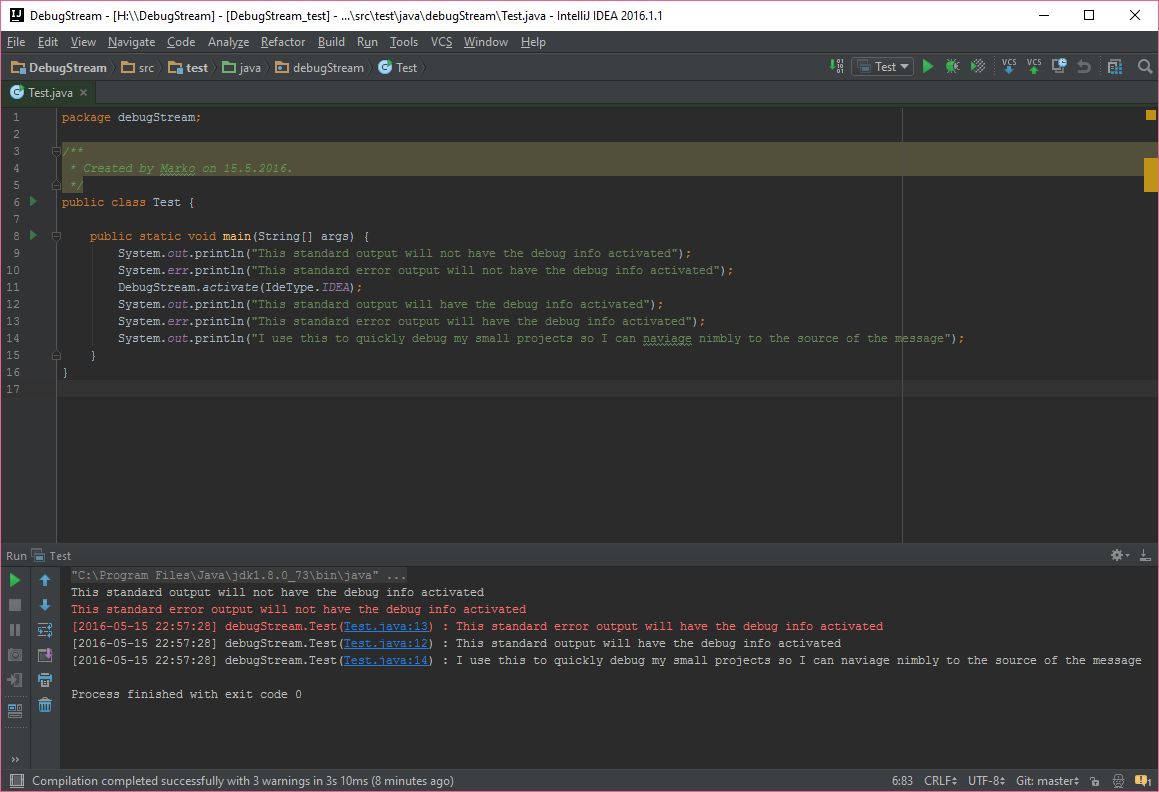 DebugStream - [H:\\DebugStream] - [DebugStream_test] - ...\src\test\java\debugStream\Test.java - IntelliJ IDEA 2016.1.1
File Edit View Navigate Code Analyze Refactor Build Run Tools VCS Window Help
DebugStream src test java debugStream Test Test VCS VCS
Test.java
1 package debugStream;
2
3 /**
4 * Created by Marko on 15.5.2016.
5 */
6 public class Test {
7
8 public static void main(String[] args) {
9 System.out.println("This standard output will not have the debug info activated");
10 System.err.println("This standard error output will not have the debug info activated");
11 DebugStream.activate(IdeType.IDEA);
12 System.out.println("This standard output will have the debug info activated");
13 System.err.println("This standard error output will have the debug info activated");
14 System.out.println("I use this to quickly debug my small projects so I can naviage nimbly to the source of the message");
15 }
16 }
17
Run Test
"C:\Program Files\Java\jdk1.8.0_73\bin\java" ...
This standard output will not have the debug info activated
This standard error output will not have the debug info activated
[2016-05-15 22:57:28] debugStream.Test(Test.java:13) : This standard error output will have the debug info activated
[2016-05-15 22:57:28] debugStream.Test(Test.java:12) : This standard output will have the debug info activated
[2016-05-15 22:57:28] debugStream.Test(Test.java:14) : I use this to quickly debug my small projects so I can naviage nimbly to the source of the message
Process finished with exit code 0
Compilation completed successfully with 3 warnings in 3s 10ms (8 minutes ago) 6:83 CRLF UTF-8 Git: master 1